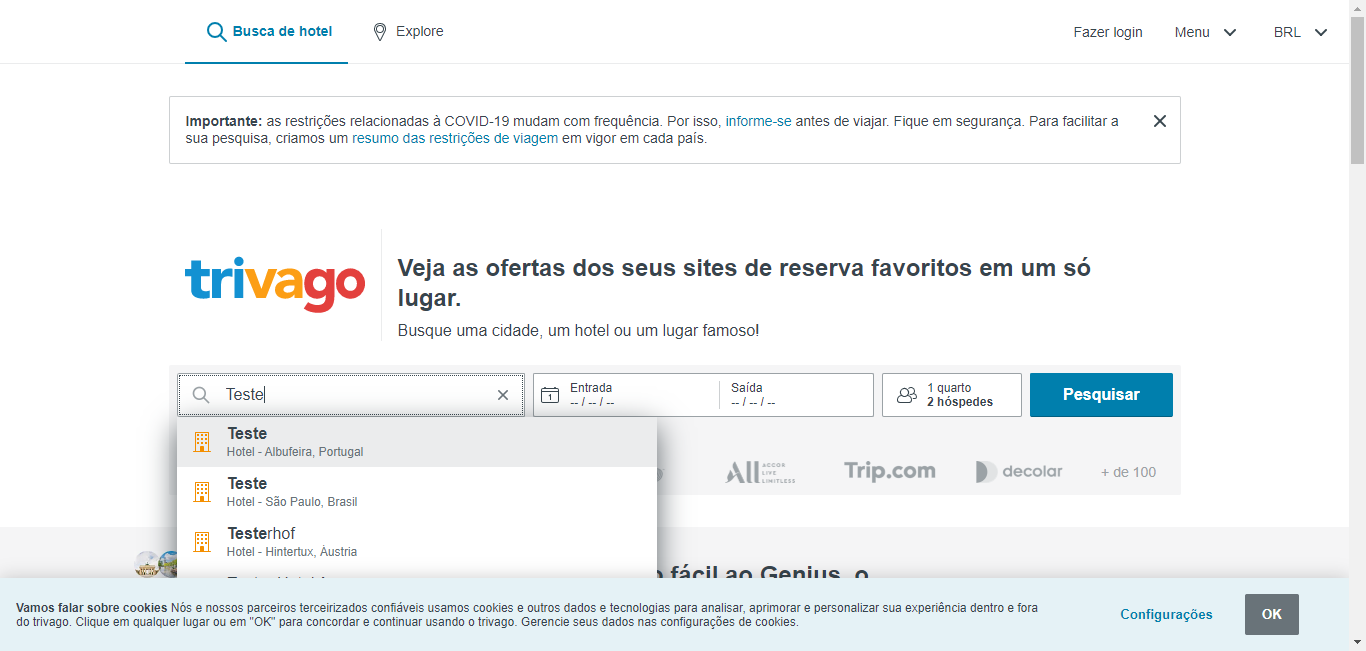 Busca de hotel
Explore
Fazer login
Menu
BRL
Importante: as restrições relacionadas à COVID-19 mudam com frequência. Por isso, informe-se antes de viajar. Fique em segurança. Para facilitar a
sua pesquisa, criamos um resumo das restrições de viagem em vigor em cada país.
trivago
Veja as ofertas dos seus sites de reserva favoritos em um só
lugar.
Busque uma cidade, um hotel ou um lugar famoso!
Teste
1
Entrada
-- / -- / --
Saída
-- / -- / --
1 quarto
2 hóspedes
Pesquisar
Teste
Hotel - Albufeira, Portugal
Teste
Hotel - São Paulo, Brasil
Testerhof
Hotel - Hintertux, Áustria
All ACCOR
LIVE
LIMITLESS
Trip.com
decolar
+ de 100
fácil ao Genius, o
Vamos falar sobre cookies Nós e nossos parceiros terceirizados confiáveis usamos cookies e outros dados e tecnologias para analisar, aprimorar e personalizar sua experiência dentro e fora
do trivago. Clique em qualquer lugar ou em "OK" para concordar e continuar usando o trivago. Gerencie seus dados nas configurações de cookies.
Configurações
OK